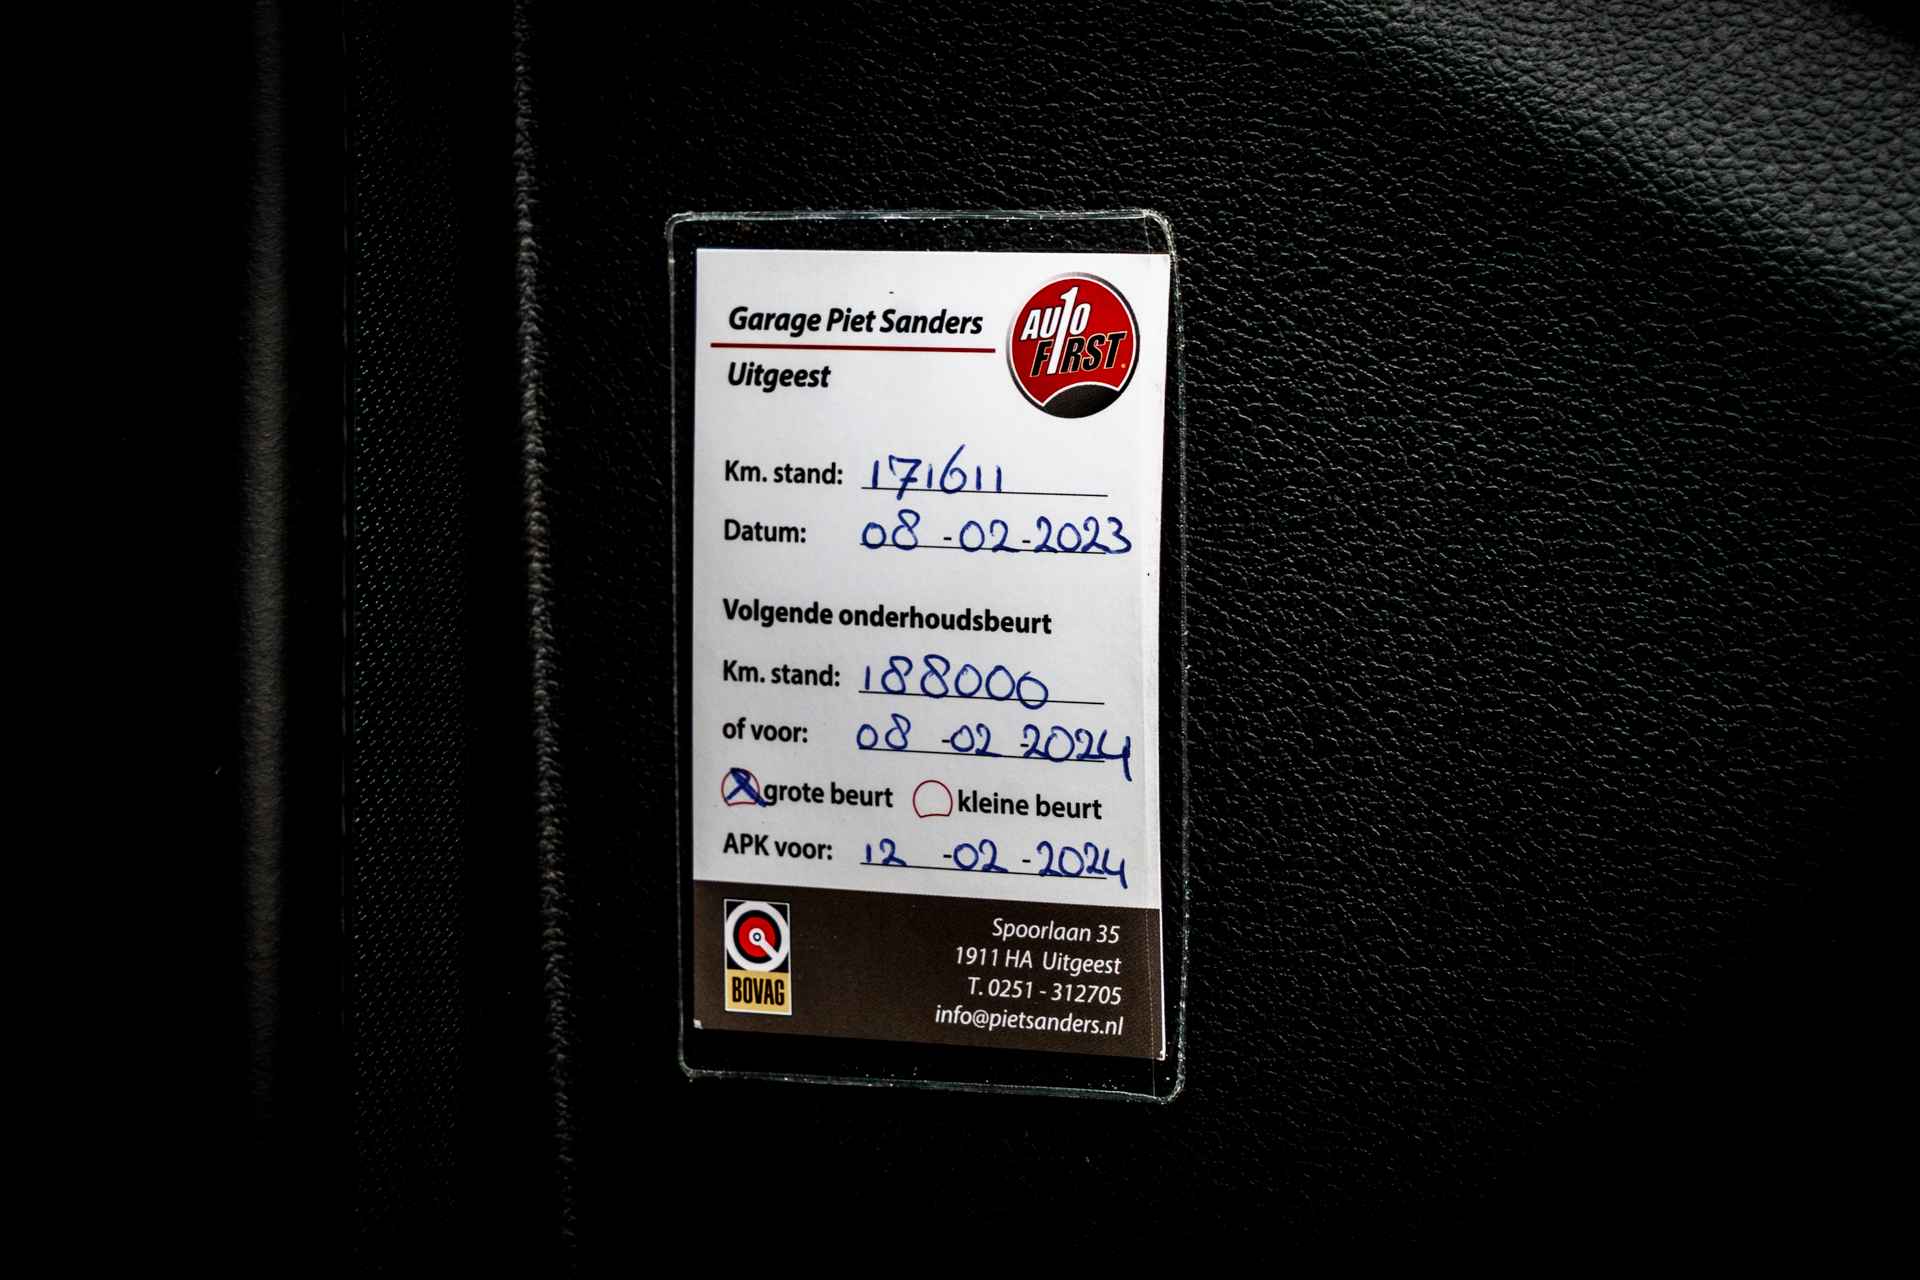 Garage Piet Sanders
AUTO
FIRST
Uitgeest
Km. stand: 171611
Datum: 08-02-2023
Volgende onderhoudsbeurt
Km. stand: 188000
of voor: 08-02-2024
grote beurt kleine beurt
APK voor: 12-02-2024
BOVAG
Spoorlaan 35
1911 HA Uitgeest
T. 0251 - 312705
info@pietsanders.nl